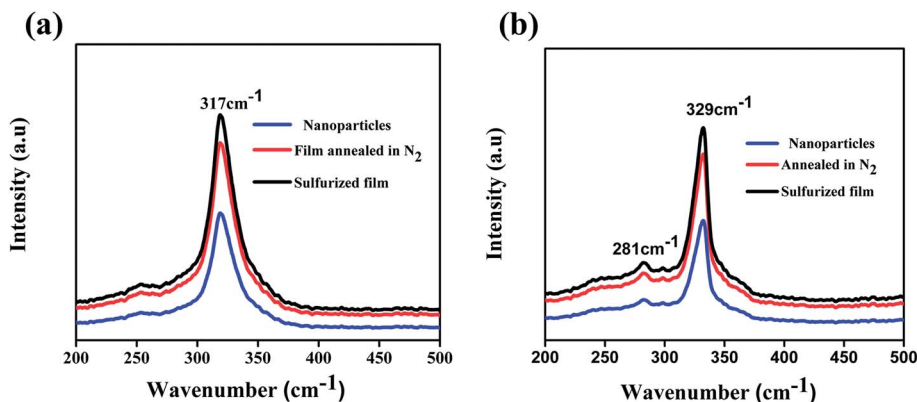 (a)
317cm⁻¹
Nanoparticles
Film annealed in N₂
Sulfurized film
Intensity (a.u)
200 250 300 350 400 450 500
Wavenumber (cm⁻¹)
(b)
329cm⁻¹
281cm⁻¹
Nanoparticles
Annealed in N₂
Sulfurized film
Intensity (a.u)
200 250 300 350 400 450 500
Wavenumber (cm⁻¹)